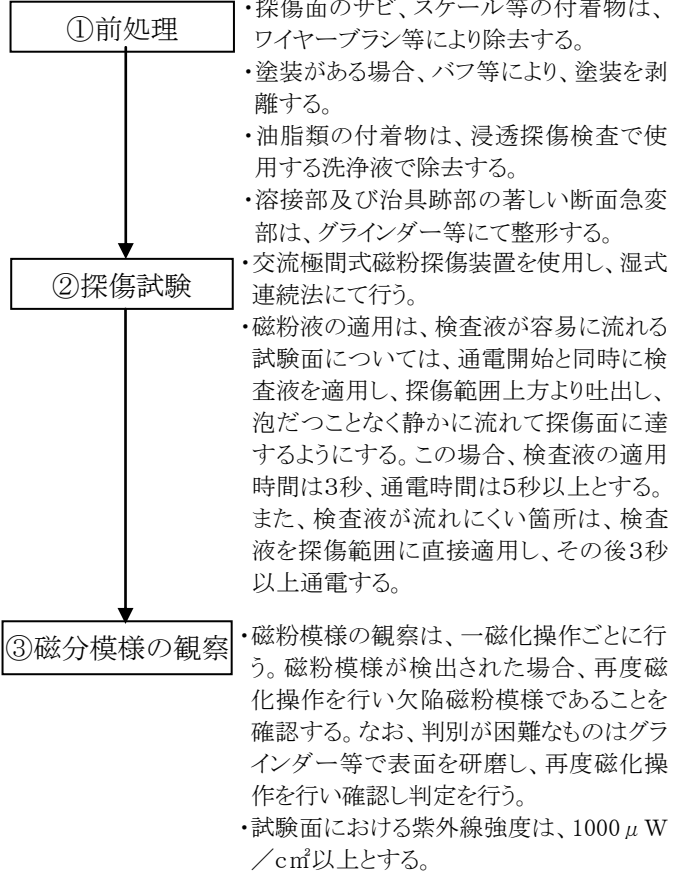 ①前処理
・探傷面のサビ、スケール等の付着物は、
ワイヤーブラシ等により除去する。
・塗装がある場合、バフ等により、塗装を剥
離する。
・油脂類の付着物は、浸透探傷検査で使
用する洗浄液で除去する。
・溶接部及び治具跡部の著しい断面急変
部は、グラインダー等にて整形する。
②探傷試験
・交流極間式磁粉探傷装置を使用し、湿式
連続法にて行う。
・磁粉液の適用は、検査液が容易に流れる
試験面については、通電開始と同時に検
査液を適用し、探傷範囲上方より吐出し、
泡だつことなく静かに流れて探傷面に達
するようにする。この場合、検査液の適用
時間は3秒、通電時間は5秒以上とする。
また、検査液が流れにくい箇所は、検査
液を探傷範囲に直接適用し、その後3秒
以上通電する。
③磁分模様の観察
・磁粉模様の観察は、一磁化操作ごとに行
う。磁粉模様が検出された場合、再度磁
化操作を行い欠陥磁粉模様であることを
確認する。なお、判別が困難なものはグラ
インダー等で表面を研磨し、再度磁化操
作を行い確認し判定を行う。
・試験面における紫外線強度は、1000μW
／c㎡以上とする。